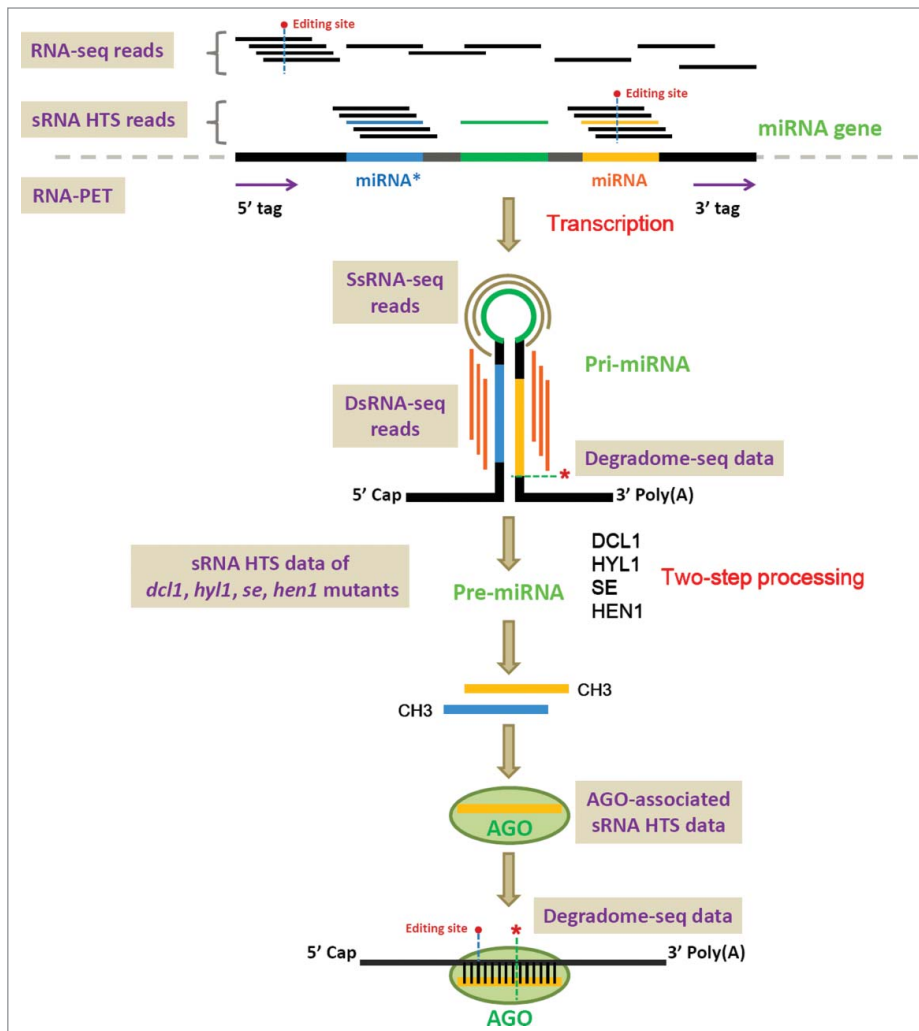 Editing site
RNA-seq reads
Editing site
sRNA HTS reads
miRNA gene
miRNA*
miRNA
RNA-PET
5’ tag
3’ tag
Transcription
SsRNA-seq
reads
Pri-miRNA
DsRNA-seq
reads
Degradome-seq data
*
5’ Cap
3’ Poly(A)
sRNA HTS data of
dcl1, hyl1, se, hen1 mutants
Pre-miRNA
DCL1
HYL1
SE
HEN1
Two-step processing
CH3
CH3
AGO
AGO-associated
sRNA HTS data
Degradome-seq data
Editing site
*
5’ Cap
3’ Poly(A)
AGO